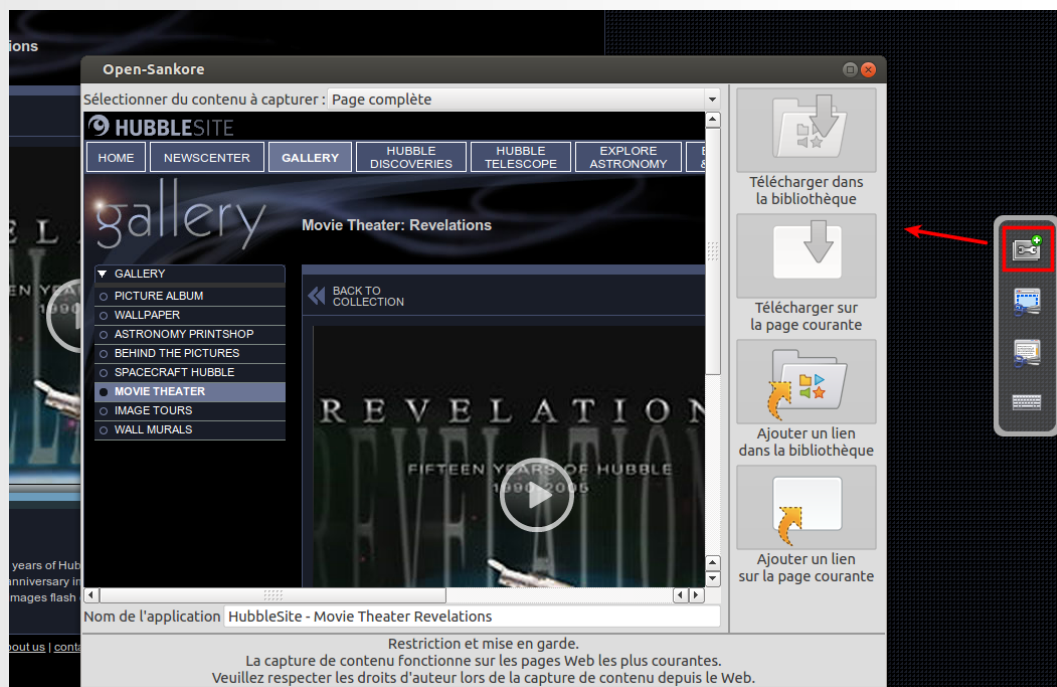 ions
Open-Sankore
Sélectionner du contenu à capturer : Page complète
HUBBLESITE
HOME
NEWSCENTER
GALLERY
HUBBLE
DISCOVERIES
HUBBLE
TELESCOPE
EXPLORE
ASTRONOMY
gallery
Movie Theater: Revelations
GALLERY
PICTURE ALBUM
WALLPAPER
ASTRONOMY PRINTSHOP
BEHIND THE PICTURES
SPACECRAFT HUBBLE
MOVIE THEATER
IMAGE TOURS
WALL MURALS
BACK TO
COLLECTION
REVELATION
FIFTEEN YEARS OF HUBBLE
1990-2005
Télécharger dans
la bibliothèque
Télécharger sur
la page courante
Ajouter un lien
dans la bibliothèque
Ajouter un lien
sur la page courante
years of Hub
anniversary in
mages flash
out us | conta
Nom de l'application HubbleSite - Movie Theater Revelations
Restriction et mise en garde.
La capture de contenu fonctionne sur les pages Web les plus courantes.
Veuillez respecter les droits d'auteur lors de la capture de contenu depuis le Web.